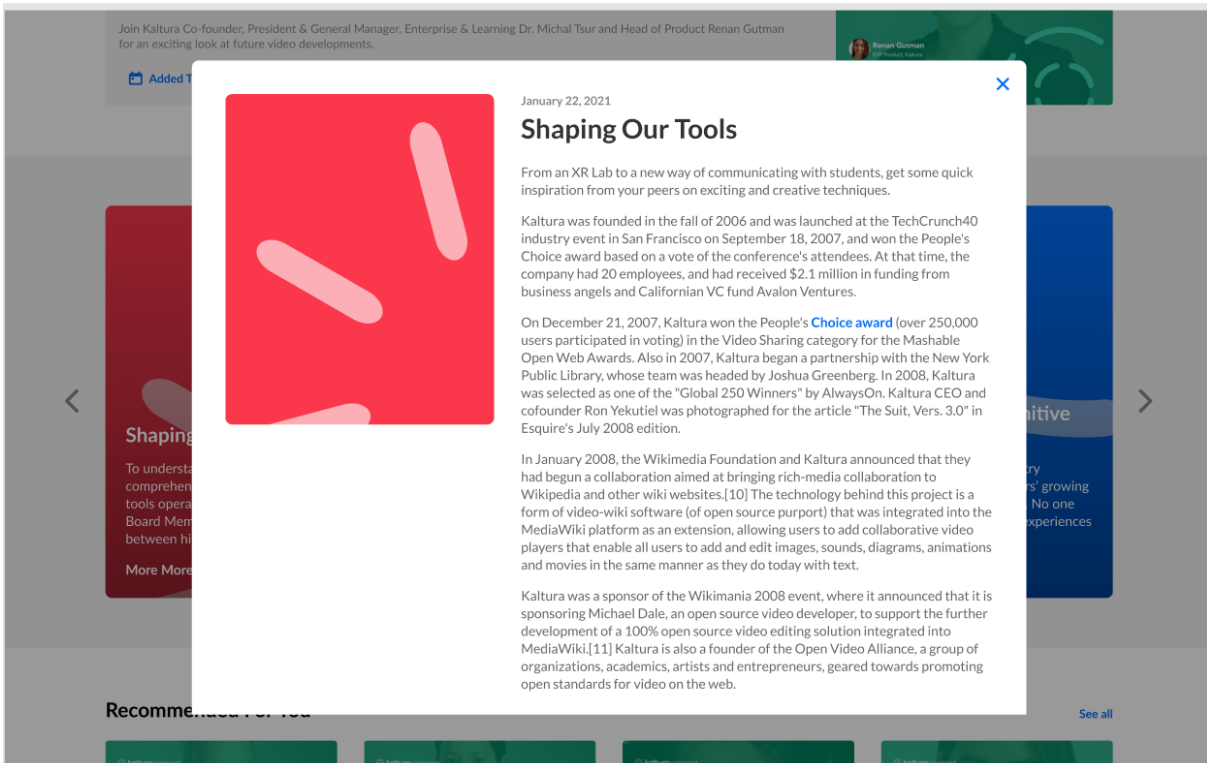 Join Kaltura Co-founder, President & General Manager, Enterprise & Learning Dr. Michal Tsur and Head of Product Renan Gutman
for an exciting look at future video developments.
Renan Gutman
EVP Product, Kaltura
Added T
January 22, 2021
Shaping Our Tools
From an XR Lab to a new way of communicating with students, get some quick
inspiration from your peers on exciting and creative techniques.
Kaltura was founded in the fall of 2006 and was launched at the TechCrunch40
industry event in San Francisco on September 18, 2007, and won the People's
Choice award based on a vote of the conference's attendees. At that time, the
company had 20 employees, and had received $2.1 million in funding from
business angels and Californian VC fund Avalon Ventures.
On December 21, 2007, Kaltura won the People's Choice award (over 250,000
users participated in voting) in the Video Sharing category for the Mashable
Open Web Awards. Also in 2007, Kaltura began a partnership with the New York
Public Library, whose team was headed by Joshua Greenberg. In 2008, Kaltura
was selected as one of the "Global 250 Winners" by AlwaysOn. Kaltura CEO and
cofounder Ron Yekutiel was photographed for the article "The Suit, Vers. 3.0" in
Esquire's July 2008 edition.
In January 2008, the Wikimedia Foundation and Kaltura announced that they
had begun a collaboration aimed at bringing rich-media collaboration to
Wikipedia and other wiki websites.[10] The technology behind this project is a
form of video-wiki software (of open source purport) that was integrated into the
MediaWiki platform as an extension, allowing users to add collaborative video
players that enable all users to add and edit images, sounds, diagrams, animations
and movies in the same manner as they do today with text.
Kaltura was a sponsor of the Wikimania 2008 event, where it announced that it is
sponsoring Michael Dale, an open source video developer, to support the further
development of a 100% open source video editing solution integrated into
MediaWiki.[11] Kaltura is also a founder of the Open Video Alliance, a group of
organizations, academics, artists and entrepreneurs, geared towards promoting
open standards for video on the web.
Shaping
To understa
comprehen
tools opera
Board Mem
between hi
More More
nitive
ry
rs' growing
. No one
experiences
Recommended For You
See all